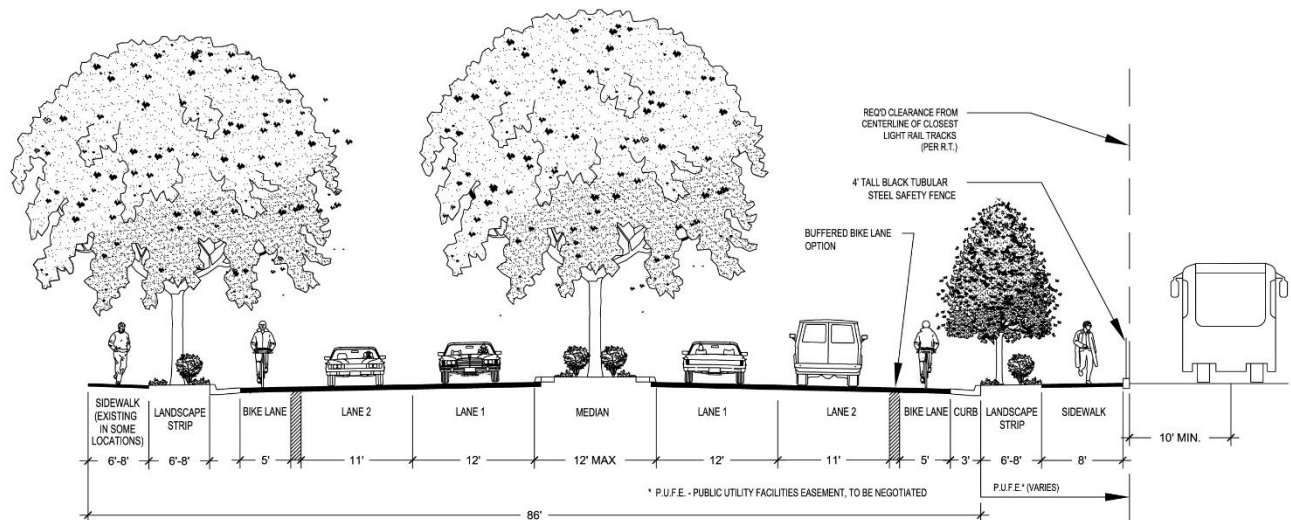 REQ'D CLEARANCE FROM
CENTERLINE OF CLOSEST
LIGHT RAIL TRACKS
(PER R.T.)
4' TALL BLACK TUBULAR
STEEL SAFETY FENCE
BUFFERED BIKE LANE
OPTION
SIDEWALK
(EXISTING
IN SOME
LOCATIONS)
LANDSCAPE
STRIP
BIKE LANE
LANE 2
LANE 1
MEDIAN
LANE 1
LANE 2
BIKE LANE
CURB
LANDSCAPE
STRIP
SIDEWALK
10' MIN.
6'-8'
6'-8'
5'
11'
12'
12' MAX
12'
11'
5'
3'
6'-8'
8'
* P.U.F.E. - PUBLIC UTILITY FACILITIES EASEMENT, TO BE NEGOTIATED
P.U.F.E.* (VARIES)
86'